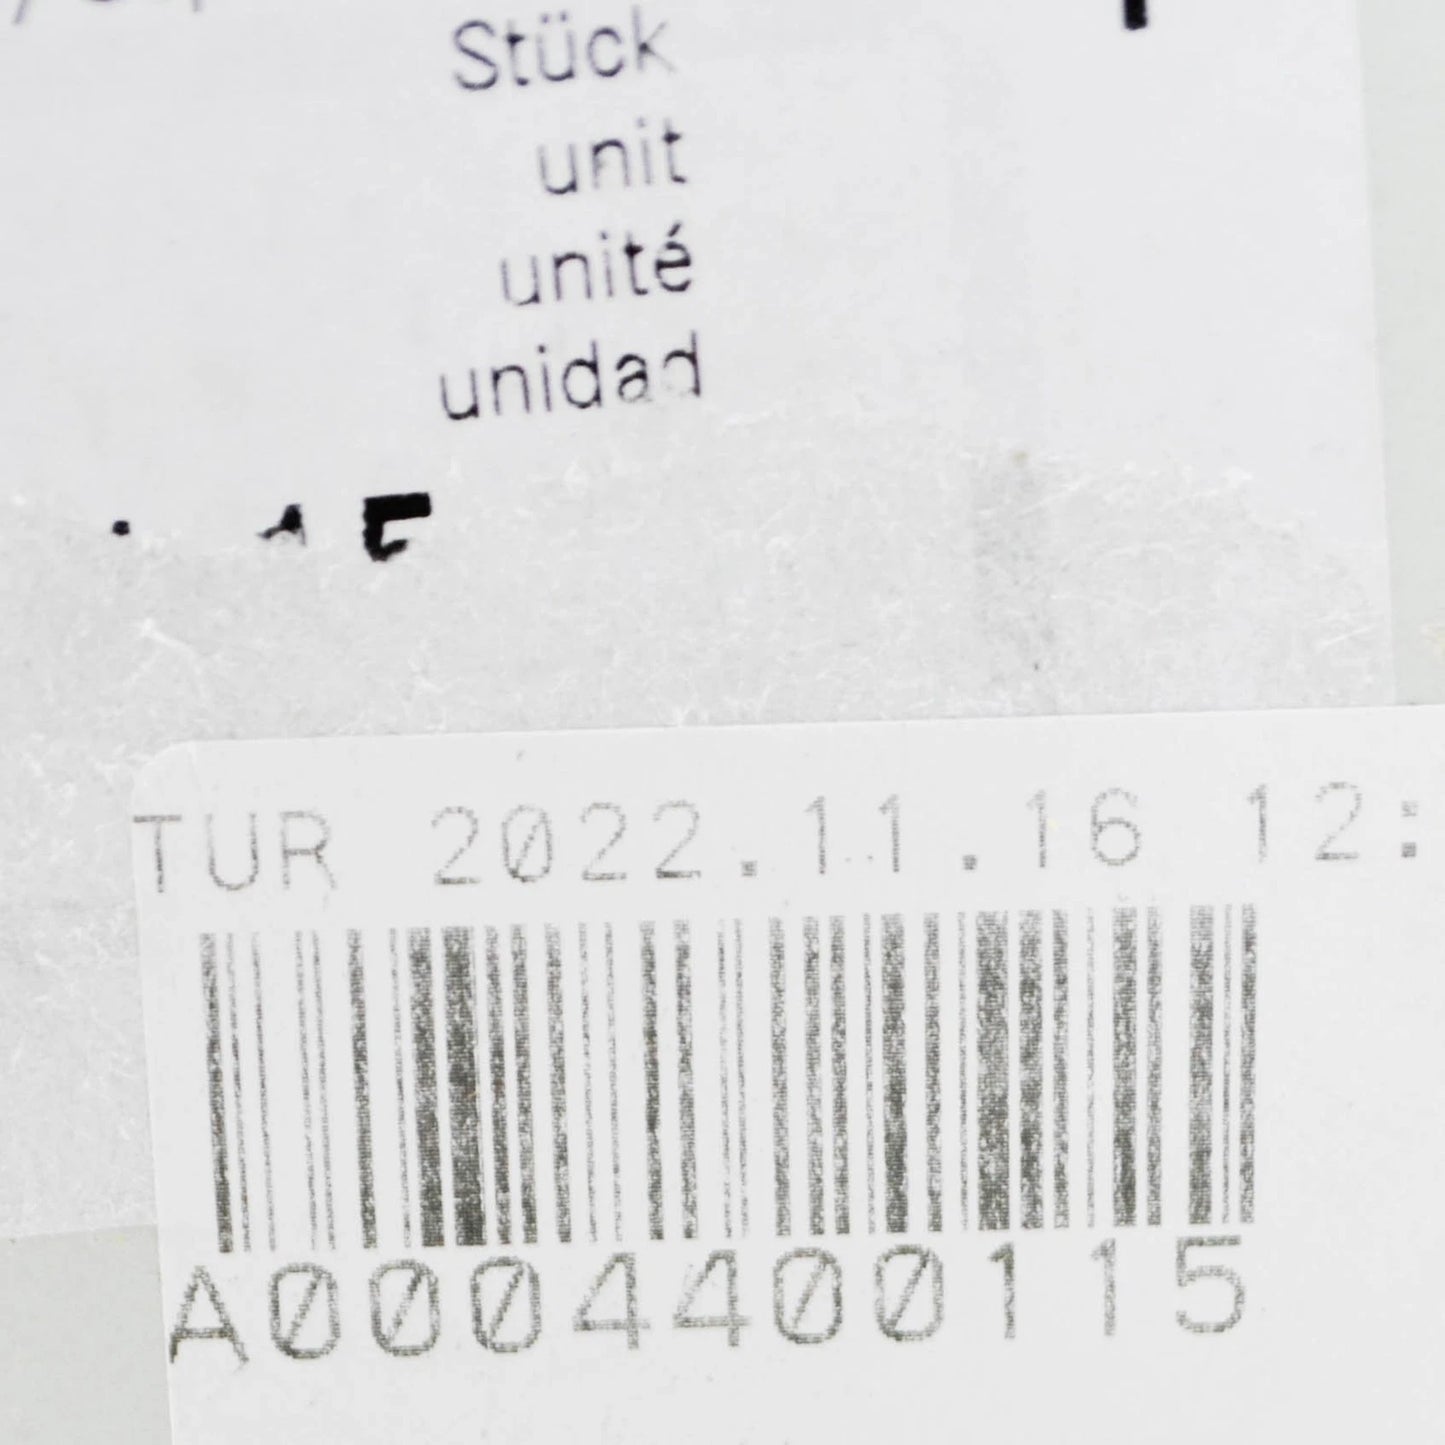 Stück
unit
unité
unidad
TUR 2022.11.16 12:
A0004400115